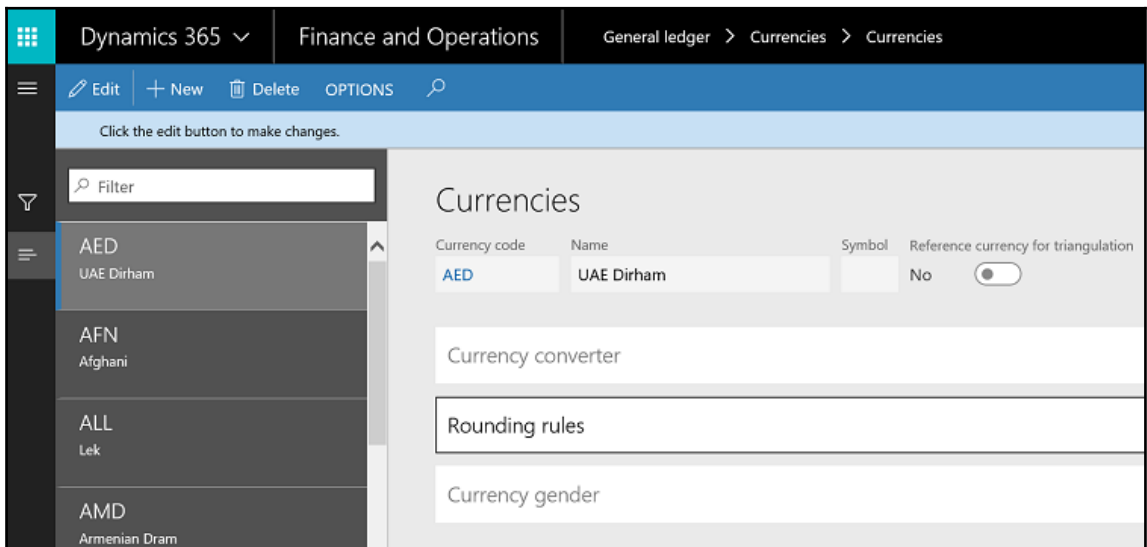 Dynamics 365 Finance and Operations General ledger > Currencies > Currencies
Edit + New Delete OPTIONS
Click the edit button to make changes.
Filter
AED
UAE Dirham
AFN
Afghani
ALL
Lek
AMD
Armenian Dram
Currencies
Currency code Name Symbol Reference currency for triangulation
AED UAE Dirham No
Currency converter
Rounding rules
Currency gender